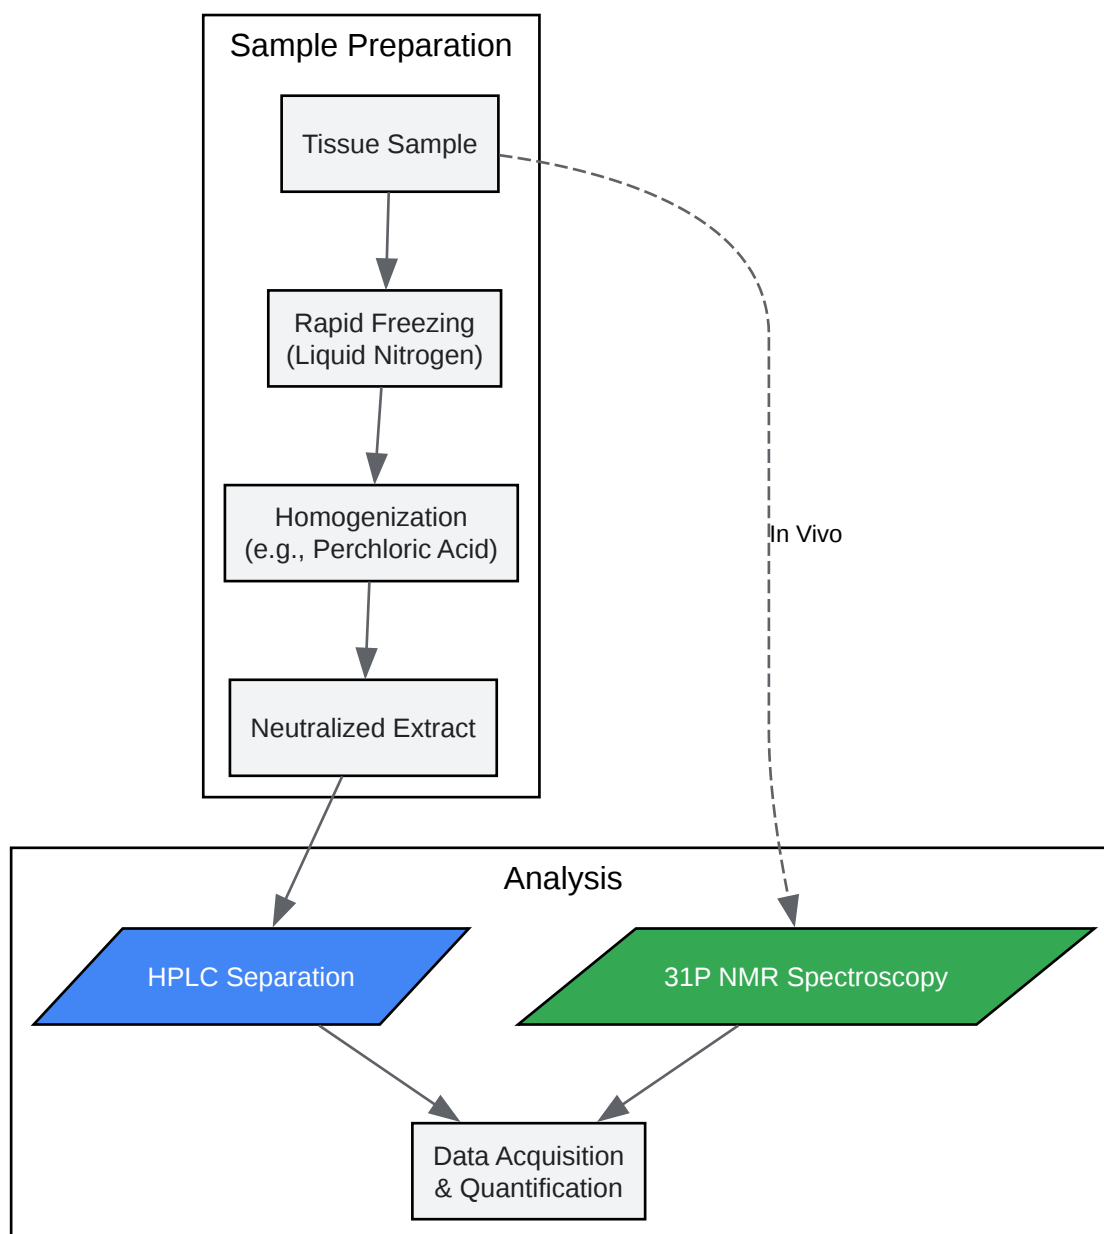 Sample Preparation
Tissue Sample
Rapid Freezing
(Liquid Nitrogen)
Homogenization
(e.g., Perchloric Acid)
In Vivo
Neutralized Extract
Analysis
HPLC Separation
31P NMR Spectroscopy
Data Acquisition
& Quantification